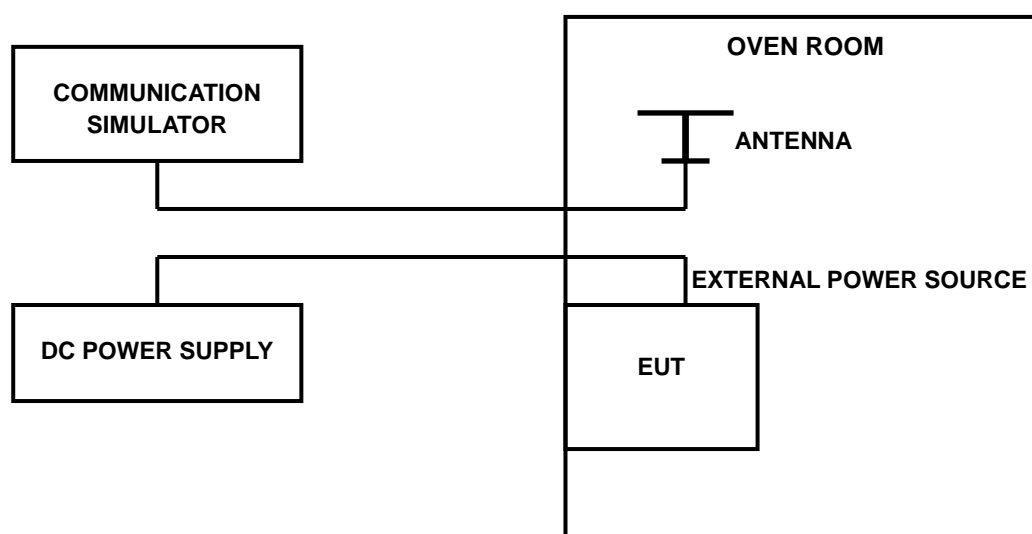 OVEN ROOM
COMMUNICATION
SIMULATOR
ANTENNA
EXTERNAL POWER SOURCE
DC POWER SUPPLY
EUT